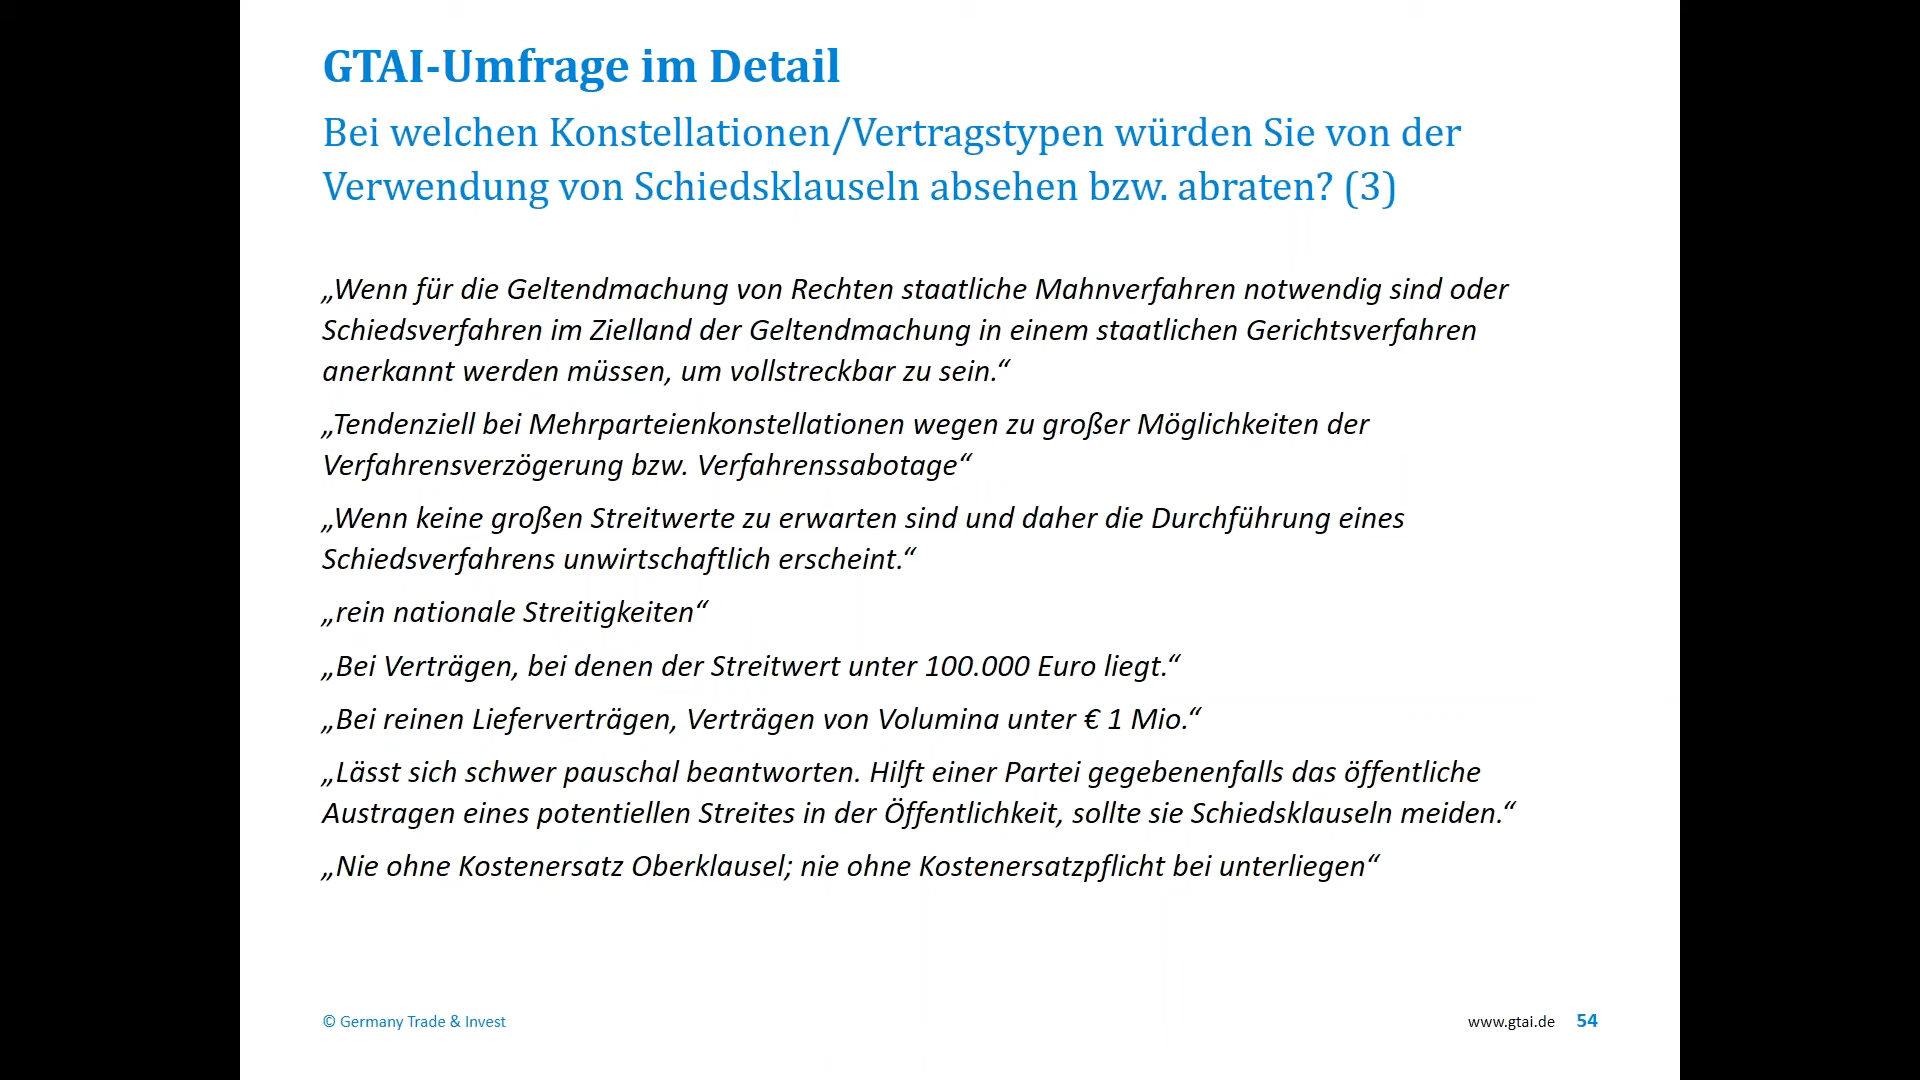 GTAI-Umfrage im Detail
Bei welchen Konstellationen/Vertragstypen würden Sie von der
Verwendung von Schiedsklauseln absehen bzw. abraten? (3)
„Wenn für die Geltendmachung von Rechten staatliche Mahnverfahren notwendig sind oder
Schiedsverfahren im Zielland der Geltendmachung in einem staatlichen Gerichtsverfahren
anerkannt werden müssen, um vollstreckbar zu sein.“
„Tendenziell bei Mehrparteienkonstellationen wegen zu großer Möglichkeiten der
Verfahrensverzögerung bzw. Verfahrenssabotage“
„Wenn keine großen Streitwerte zu erwarten sind und daher die Durchführung eines
Schiedsverfahrens unwirtschaftlich erscheint.“
„rein nationale Streitigkeiten“
„Bei Verträgen, bei denen der Streitwert unter 100.000 Euro liegt.“
„Bei reinen Lieferverträgen, Verträgen von Volumina unter € 1 Mio.“
„Lässt sich schwer pauschal beantworten. Hilft einer Partei gegebenenfalls das öffentliche
Austragen eines potentiellen Streites in der Öffentlichkeit, sollte sie Schiedsklauseln meiden.“
„Nie ohne Kostenersatz Oberklausel; nie ohne Kostenersatzpflicht bei unterliegen“
© Germany Trade & Invest
www.gtai.de 54